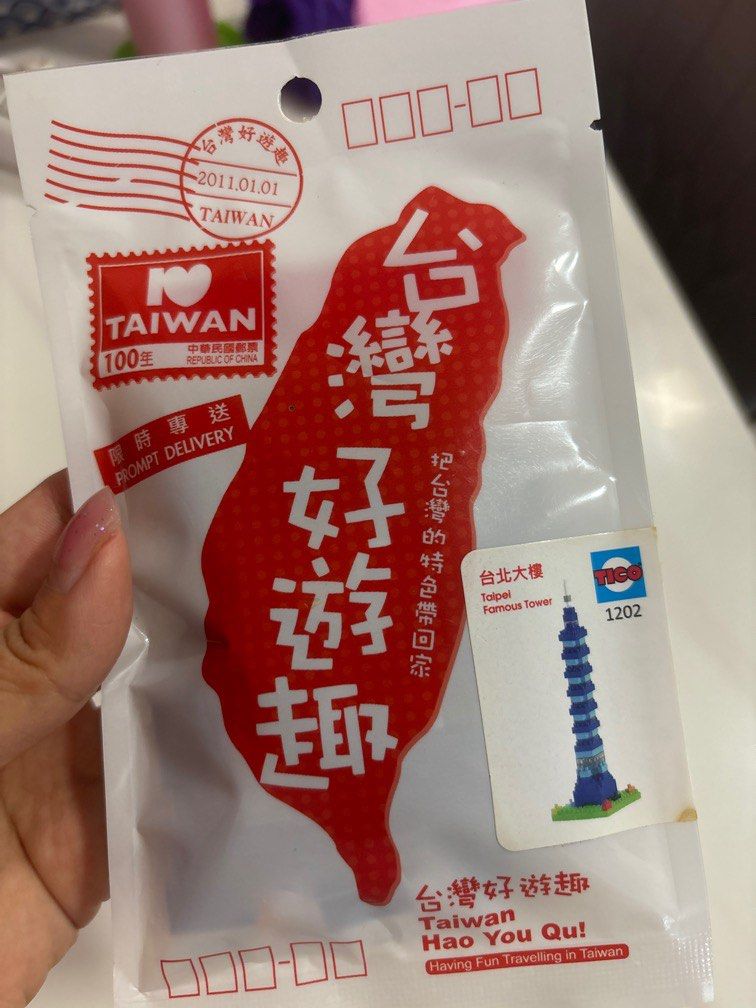 台灣好遊趣
2011.01.01
TAIWAN
I
TAIWAN
100年
中華民國郵票
REPUBLIC OF CHINA
限時專送
PROMPT DELIVERY
台灣好遊趣
把台灣的特色帶回家
台北大樓
Taipei
Famous Tower
TICO
1202
台灣好遊趣
Taiwan
Hao You Qu!
Having Fun Travelling in Taiwan